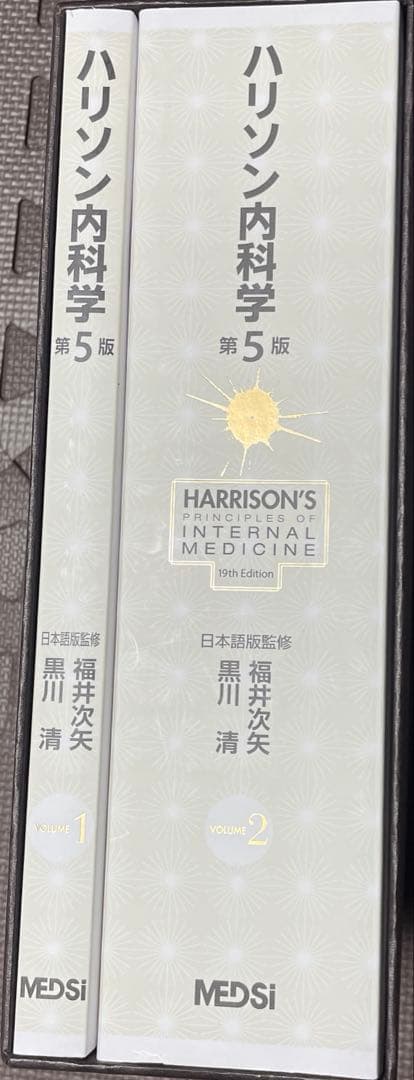 ハリソン内科学
第5版
日本語版監修
福井次矢
黒川 清
VOLUME 1
MEDSi
ハリソン内科学
第5版
HARRISON'S
PRINCIPLES OF
INTERNAL
MEDICINE
19th Edition
日本語版監修
福井次矢
黒川 清
VOLUME 2
MEDSi